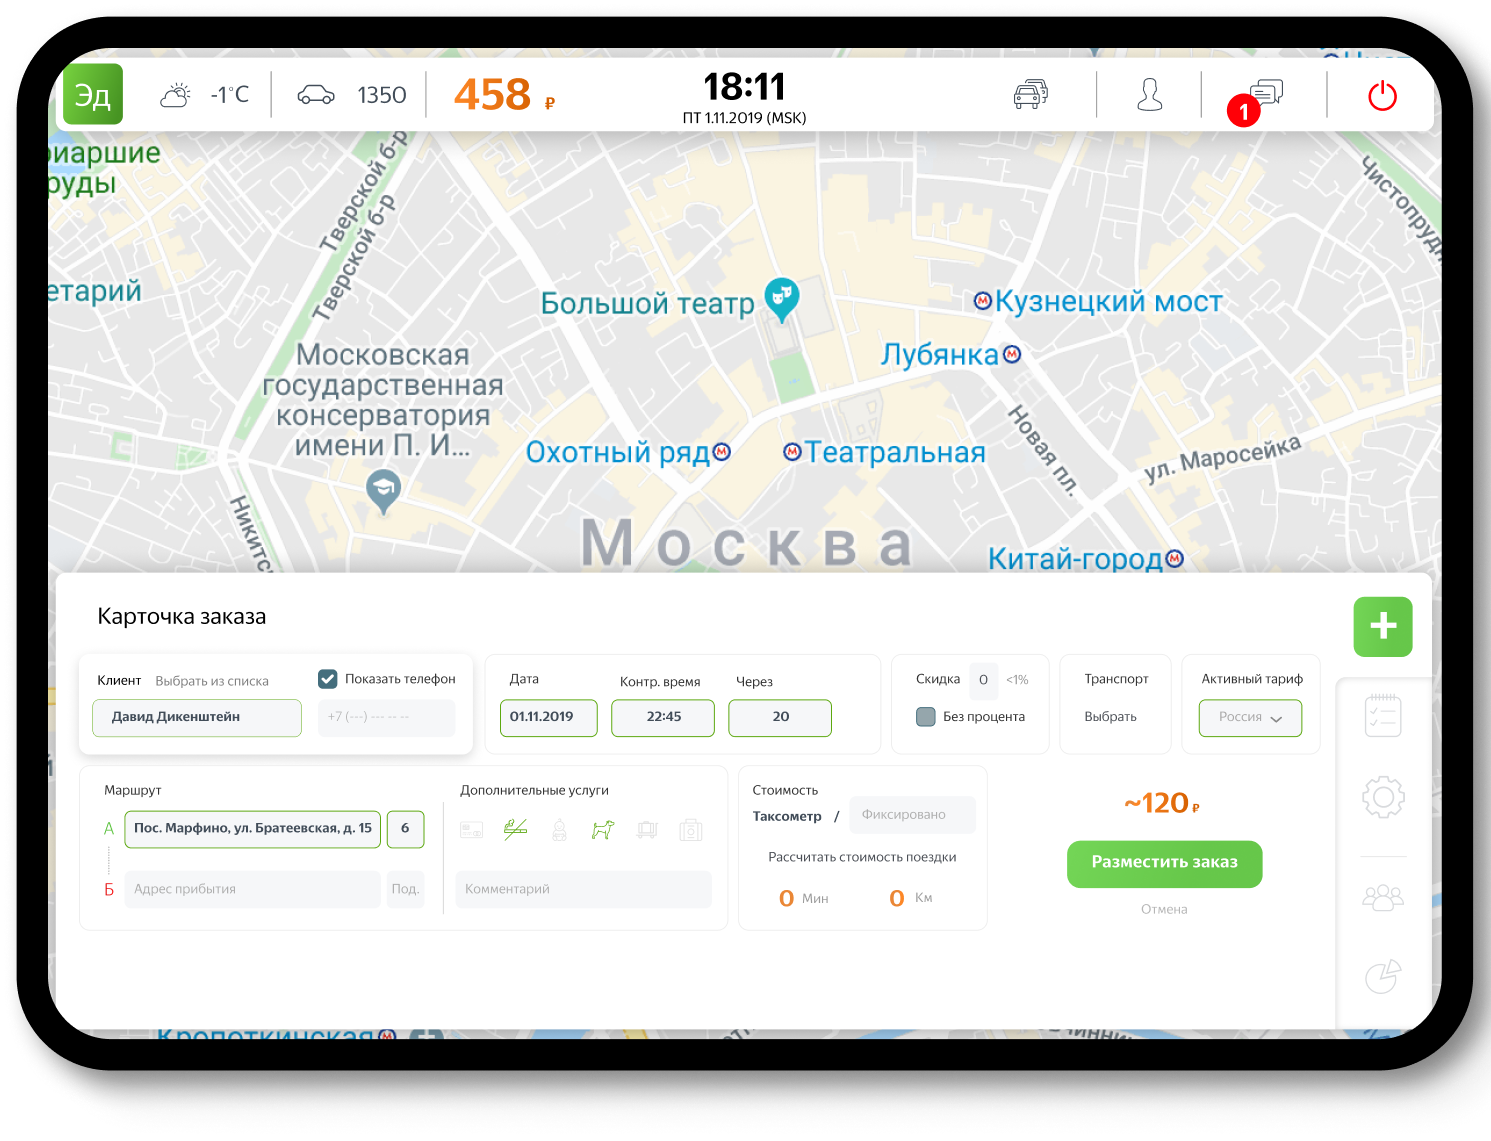 Эд
-1°C
1350
458 ₽
18:11
ПТ 1.11.2019 (MSK)
1
риаршие
руды
Тверской б-р
Тверской б-р
Чистопрудн
етарий
Большой театр
Кузнецкий мост
Лубянка
Московская
государственная
консерватория
имени П. И...
Охотный ряд
Театральная
Новая пл.
ул. Маросейка
Никитс
Москва
Китай-город
Карточка заказа
+
Клиент
Выбрать из списка
Показать телефон
Давид Дикенштейн
+7 (---) --- -- --
Дата
Контр. время
Через
01.11.2019
22:45
20
Скидка
0
<1%
Без процента
Транспорт
Выбрать
Активный тариф
Россия
Маршрут
А
Пос. Марфино, ул. Братеевская, д. 15
6
Б
Адрес прибытия
Под.
Дополнительные услуги
Комментарий
Стоимость
Таксометр /
Фиксировано
Рассчитать стоимость поездки
0 Мин
0 Км
~120 ₽
Разместить заказ
Отмена
Кропоткинская